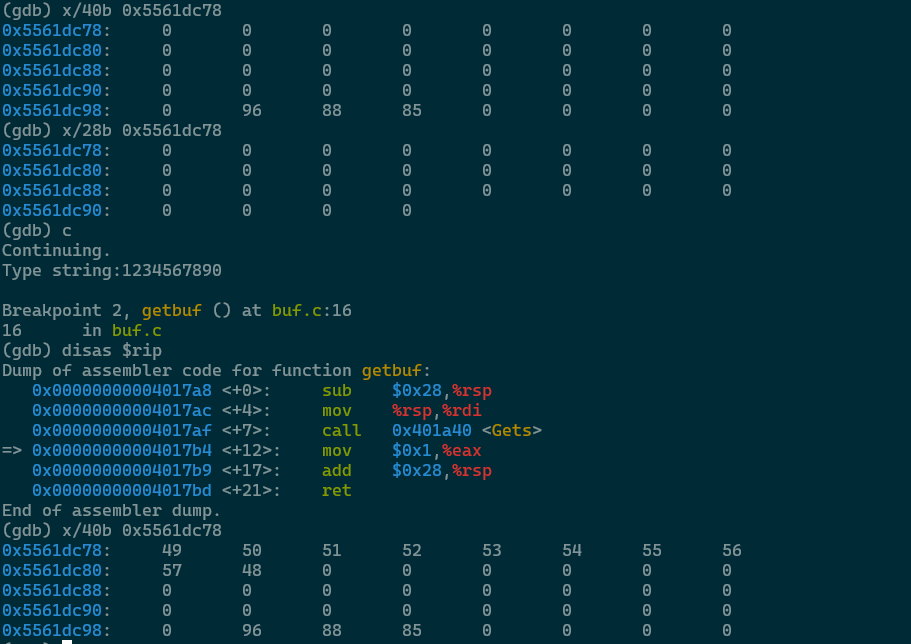 (gdb) x/40b 0x5561dc78
0x5561dc78:     0       0       0       0       0       0       0       0
0x5561dc80:     0       0       0       0       0       0       0       0
0x5561dc88:     0       0       0       0       0       0       0       0
0x5561dc90:     0       0       0       0       0       0       0       0
0x5561dc98:     0       96      88      85      0       0       0       0
(gdb) x/28b 0x5561dc78
0x5561dc78:     0       0       0       0       0       0       0       0
0x5561dc80:     0       0       0       0       0       0       0       0
0x5561dc88:     0       0       0       0       0       0       0       0
0x5561dc90:     0       0       0       0
(gdb) c
Continuing.
Type string:1234567890
Breakpoint 2, getbuf () at buf.c:16
16      in buf.c
(gdb) disas $rip
Dump of assembler code for function getbuf:
   0x00000000004017a8 <+0>:     sub    $0x28,%rsp
   0x00000000004017ac <+4>:     mov    %rsp,%rdi
   0x00000000004017af <+7>:     call   0x401a40 <Gets>
=> 0x00000000004017b4 <+12>:    mov    $0x1,%eax
   0x00000000004017b9 <+17>:    add    $0x28,%rsp
   0x00000000004017bd <+21>:    ret
End of assembler dump.
(gdb) x/40b 0x5561dc78
0x5561dc78:     49      50      51      52      53      54      55      56
0x5561dc80:     57      48      0       0       0       0       0       0
0x5561dc88:     0       0       0       0       0       0       0       0
0x5561dc90:     0       0       0       0       0       0       0       0
0x5561dc98:     0       96      88      85      0       0       0       0